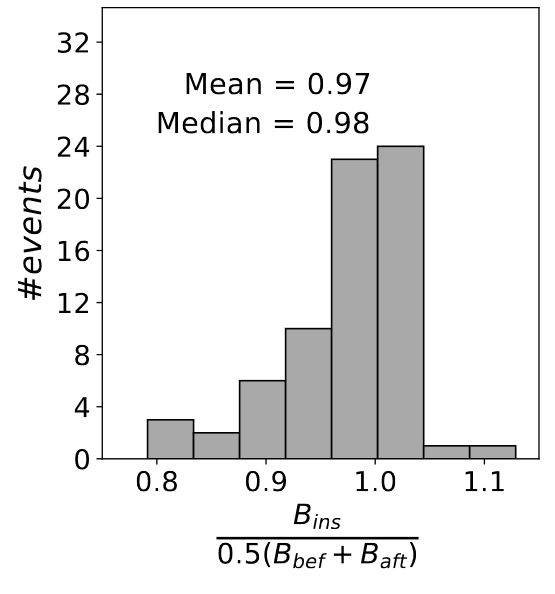 32
28
24
20
16
12
8
4
0
#events
Mean = 0.97
Median = 0.98
0.8 0.9 1.0 1.1
B_ins
0.5(B_bef + B_aft)